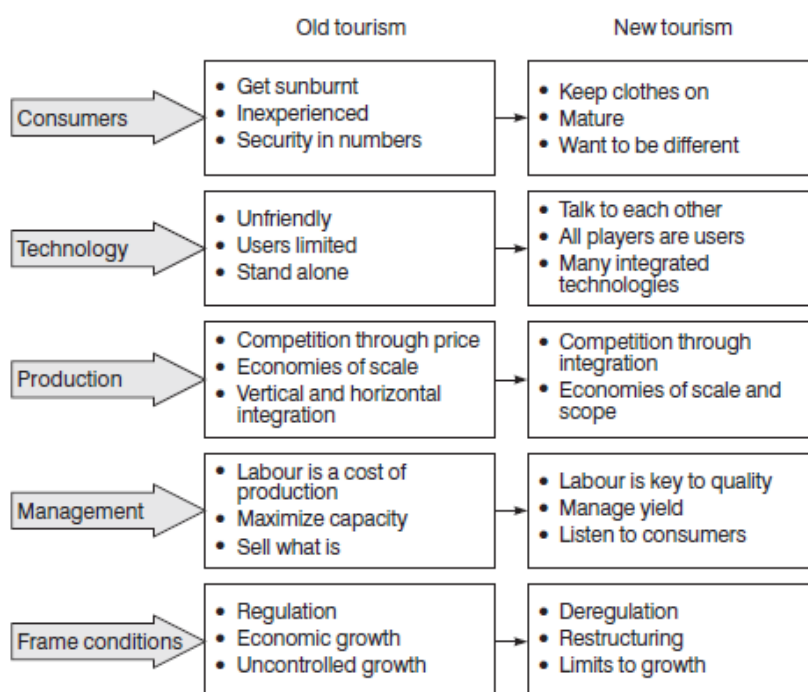 Old tourism
New tourism
Consumers
• Get sunburnt
• Inexperienced
• Security in numbers
• Keep clothes on
• Mature
• Want to be different
Technology
• Unfriendly
• Users limited
• Stand alone
• Talk to each other
• All players are users
• Many integrated
technologies
Production
• Competition through price
• Economies of scale
• Vertical and horizontal
integration
• Competition through
integration
• Economies of scale and
scope
Management
• Labour is a cost of
production
• Maximize capacity
• Sell what is
• Labour is key to quality
• Manage yield
• Listen to consumers
Frame conditions
• Regulation
• Economic growth
• Uncontrolled growth
• Deregulation
• Restructuring
• Limits to growth